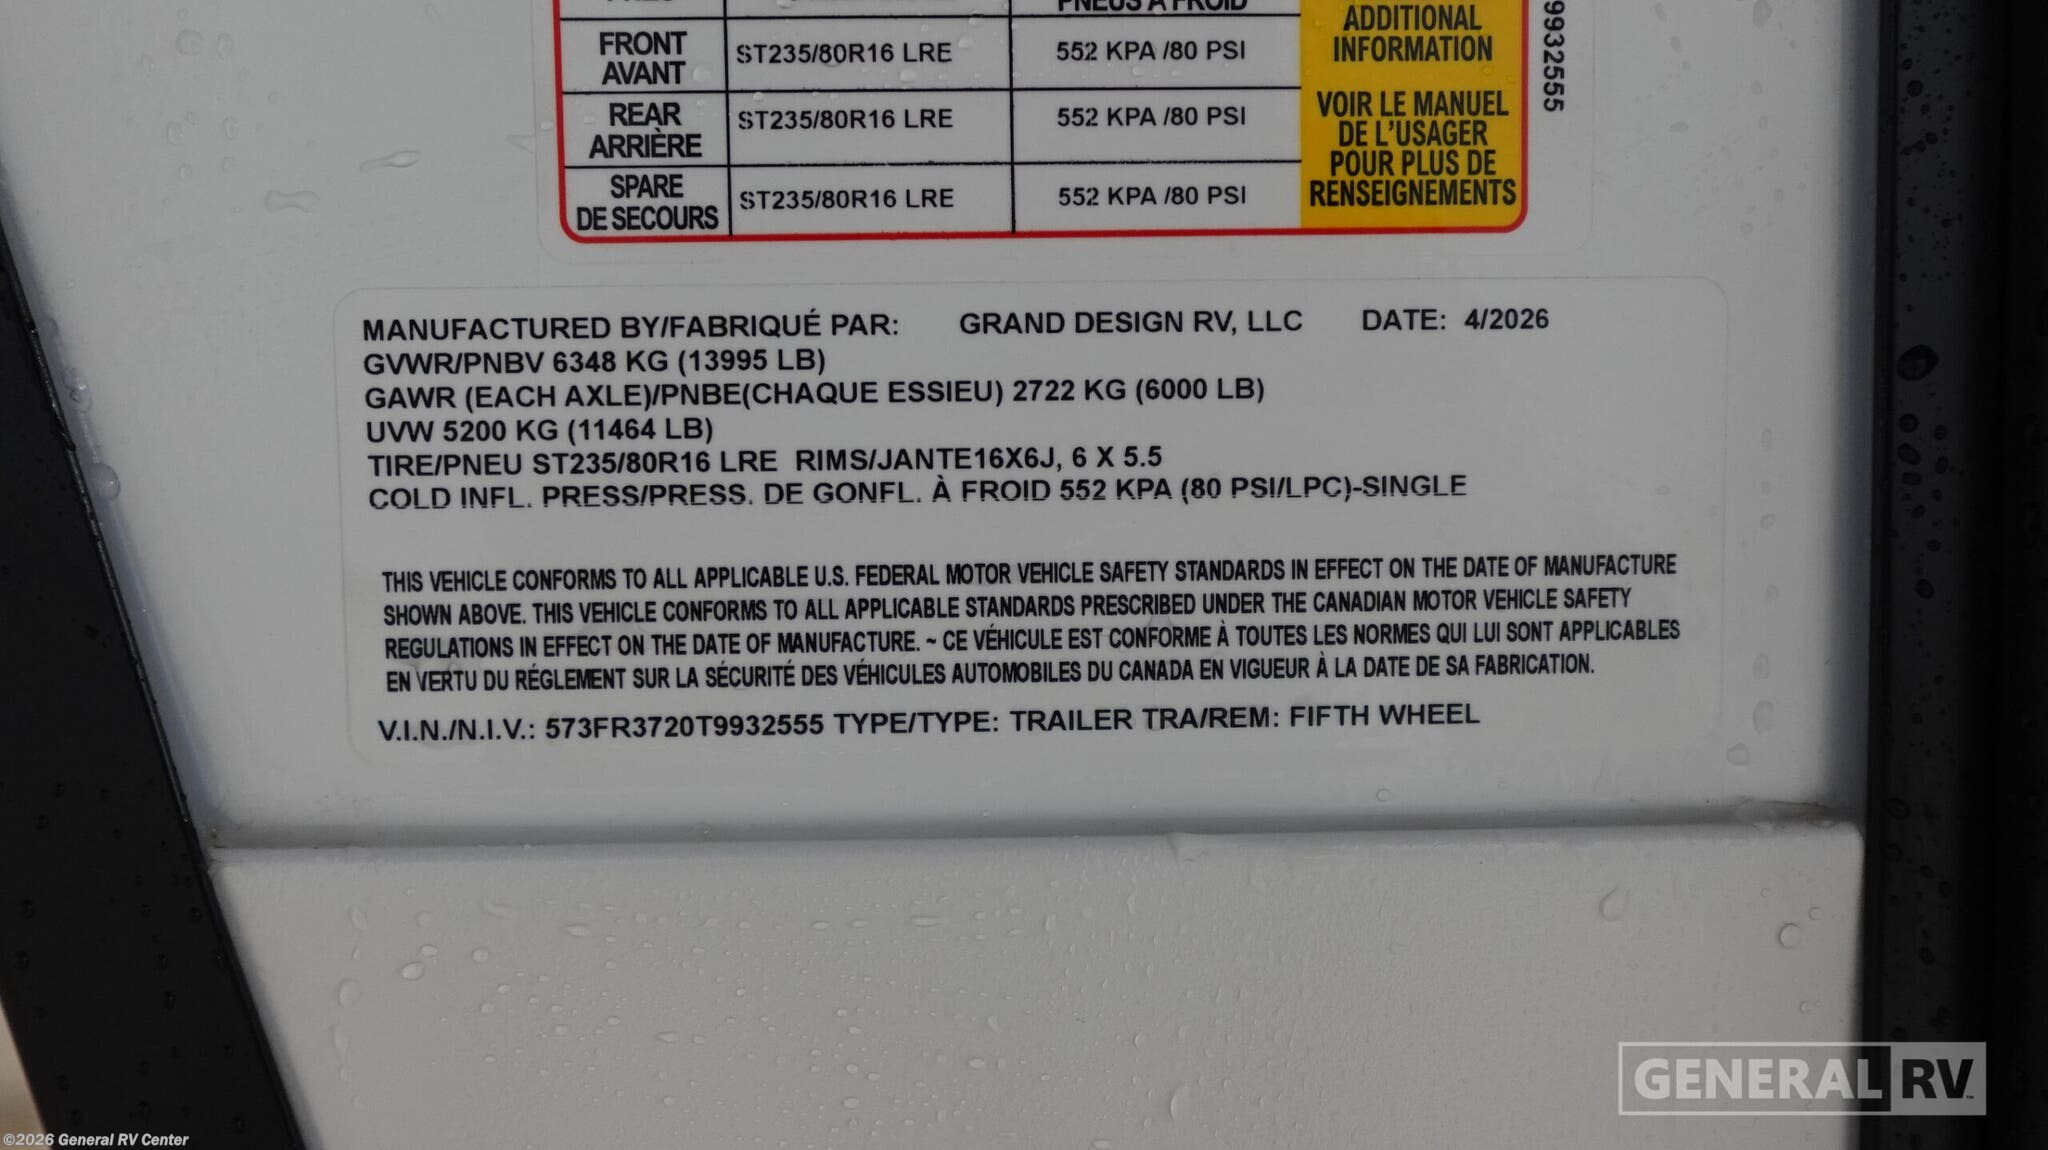 PNEUS À FROID
FRONT
AVANT
ST235/80R16 LRE
552 KPA /80 PSI
REAR
ARRIÈRE
ST235/80R16 LRE
552 KPA /80 PSI
SPARE
DE SECOURS
ST235/80R16 LRE
552 KPA /80 PSI
ADDITIONAL
INFORMATION
VOIR LE MANUEL
DE L'USAGER
POUR PLUS DE
RENSEIGNEMENTS
9932555
MANUFACTURED BY/FABRIQUÉ PAR: GRAND DESIGN RV, LLC DATE: 4/2026
GVWR/PNBV 6348 KG (13995 LB)
GAWR (EACH AXLE)/PNBE(CHAQUE ESSIEU) 2722 KG (6000 LB)
UVW 5200 KG (11464 LB)
TIRE/PNEU ST235/80R16 LRE RIMS/JANTE16X6J, 6 X 5.5
COLD INFL. PRESS/PRESS. DE GONFL. À FROID 552 KPA (80 PSI/LPC)-SINGLE
THIS VEHICLE CONFORMS TO ALL APPLICABLE U.S. FEDERAL MOTOR VEHICLE SAFETY STANDARDS IN EFFECT ON THE DATE OF MANUFACTURE
SHOWN ABOVE. THIS VEHICLE CONFORMS TO ALL APPLICABLE STANDARDS PRESCRIBED UNDER THE CANADIAN MOTOR VEHICLE SAFETY
REGULATIONS IN EFFECT ON THE DATE OF MANUFACTURE. ~ CE VÉHICULE EST CONFORME À TOUTES LES NORMES QUI LUI SONT APPLICABLES
EN VERTU DU RÉGLEMENT SUR LA SÉCURITÉ DES VÉHICULES AUTOMOBILES DU CANADA EN VIGUEUR À LA DATE DE SA FABRICATION.
V.I.N./N.I.V.: 573FR3720T9932555 TYPE/TYPE: TRAILER TRA/REM: FIFTH WHEEL
GENERAL RV
©2026 General RV Center